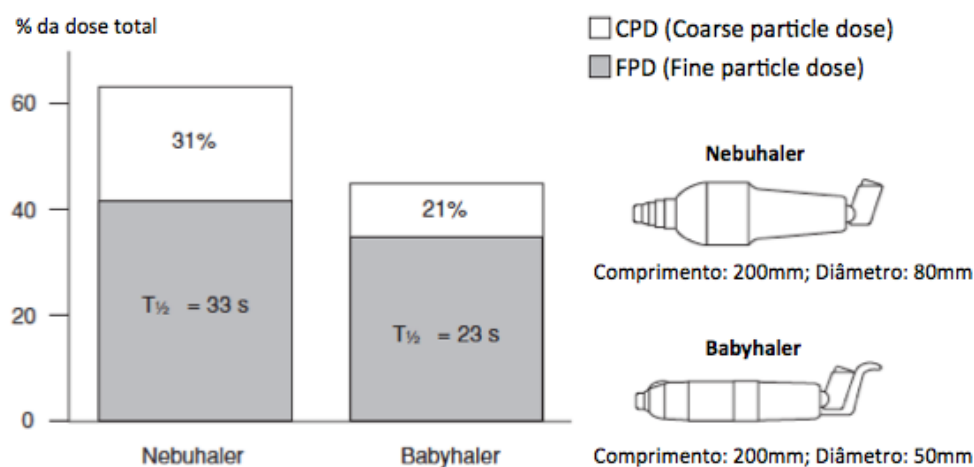 % da dose total
CPD (Coarse particle dose)
FPD (Fine particle dose)
60
40
20
0
31%
T½ = 33 s
21%
T½ = 23 s
Nebuhaler
Babyhaler
Nebuhaler
Comprimento: 200mm; Diâmetro: 80mm
Babyhaler
Comprimento: 200mm; Diâmetro: 50mm